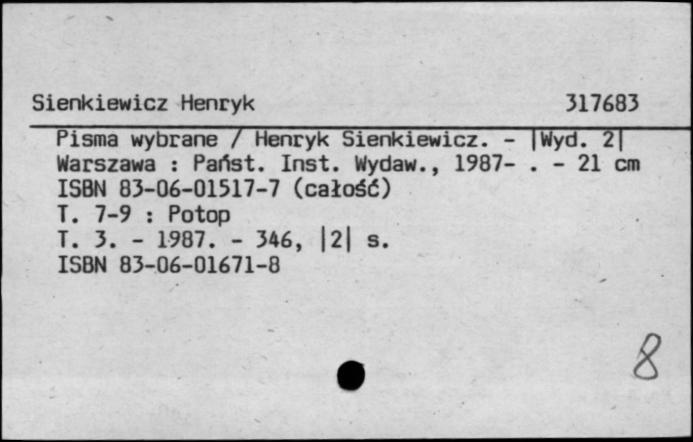 Sienkiewicz Henryk 317683
Pisma wybrane / Henryk Sienkiewicz. - |Wyd. 2|
Warszawa : Państ. Inst. Wydaw., 1987- . - 21 cm
ISBN 83-06-01517-7 (całość)
T. 7-9 : Potop
T. 3. - 1987. - 346, |2| s.
ISBN 83-06-01671-8
8